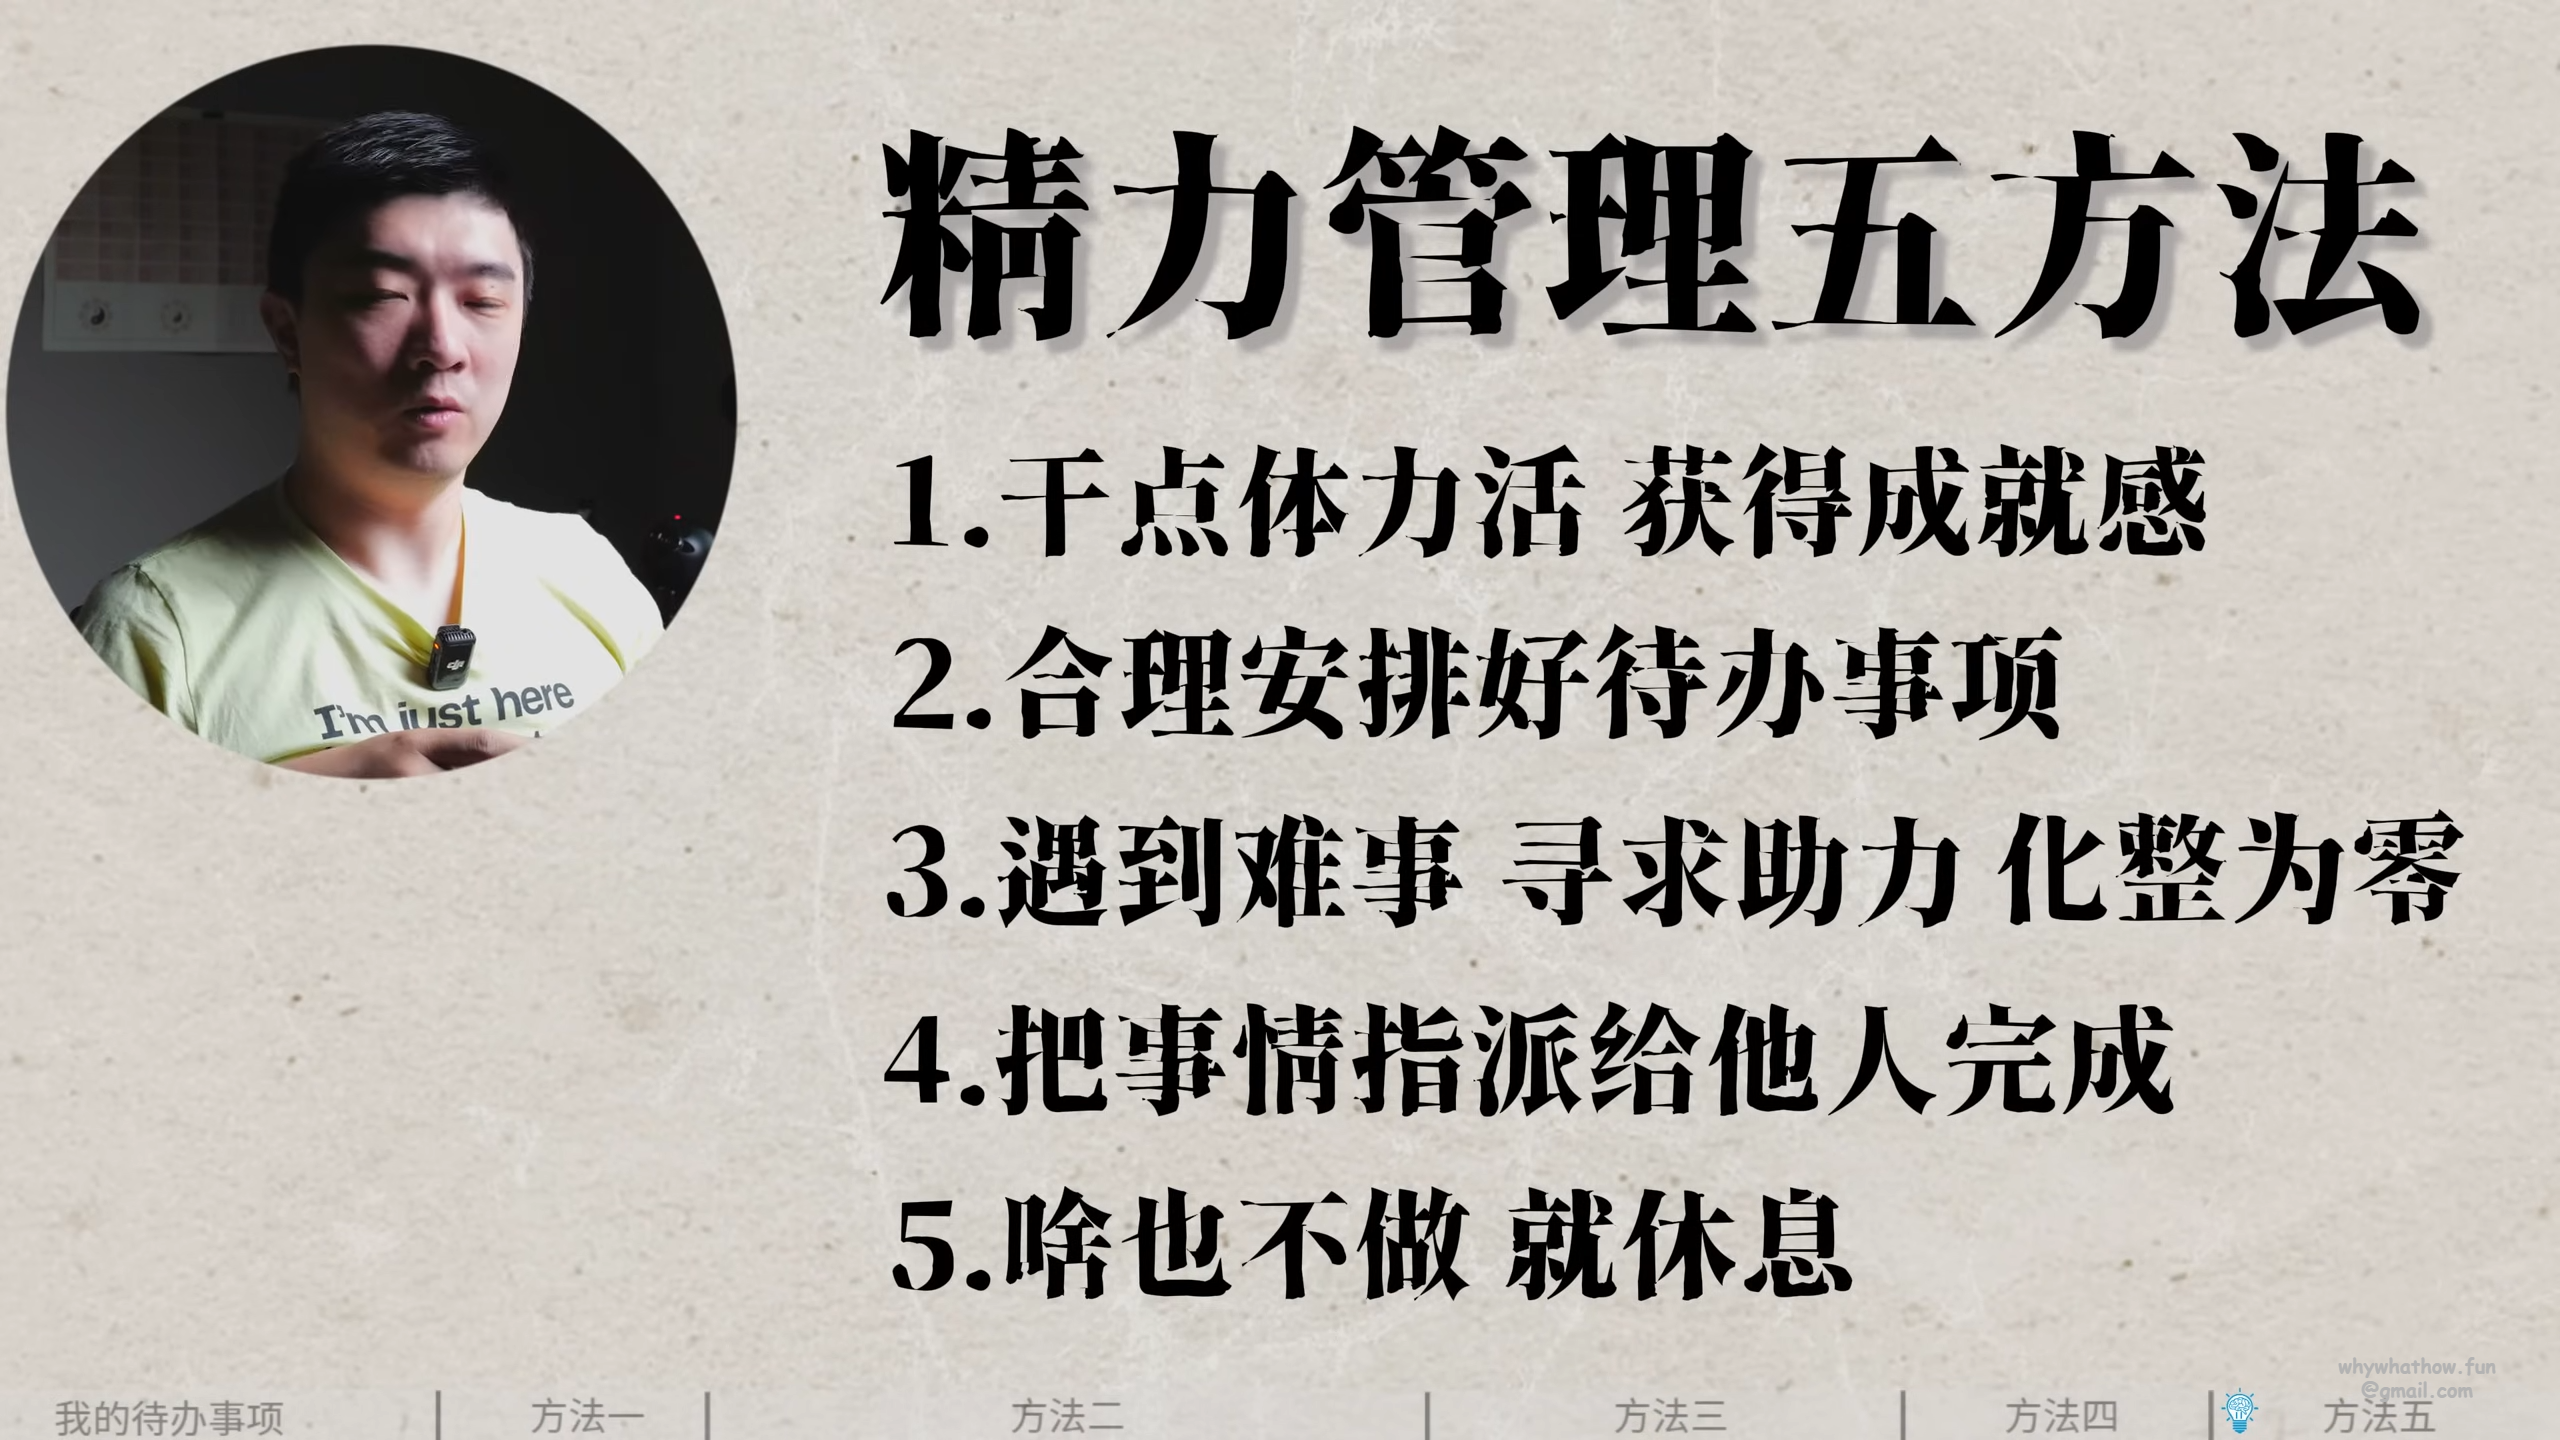 精力管理五方法
1.干点体力活 获得成就感
2.合理安排好待办事项
3.遇到难事 寻求助力 化整为零
4.把事情指派给他人完成
5.啥也不做 就休息
dji
I'm just here
whywhathow.fun
@gmail.com
我的待办事项 | 方法一 | 方法二 | 方法三 | 方法四 | 方法五